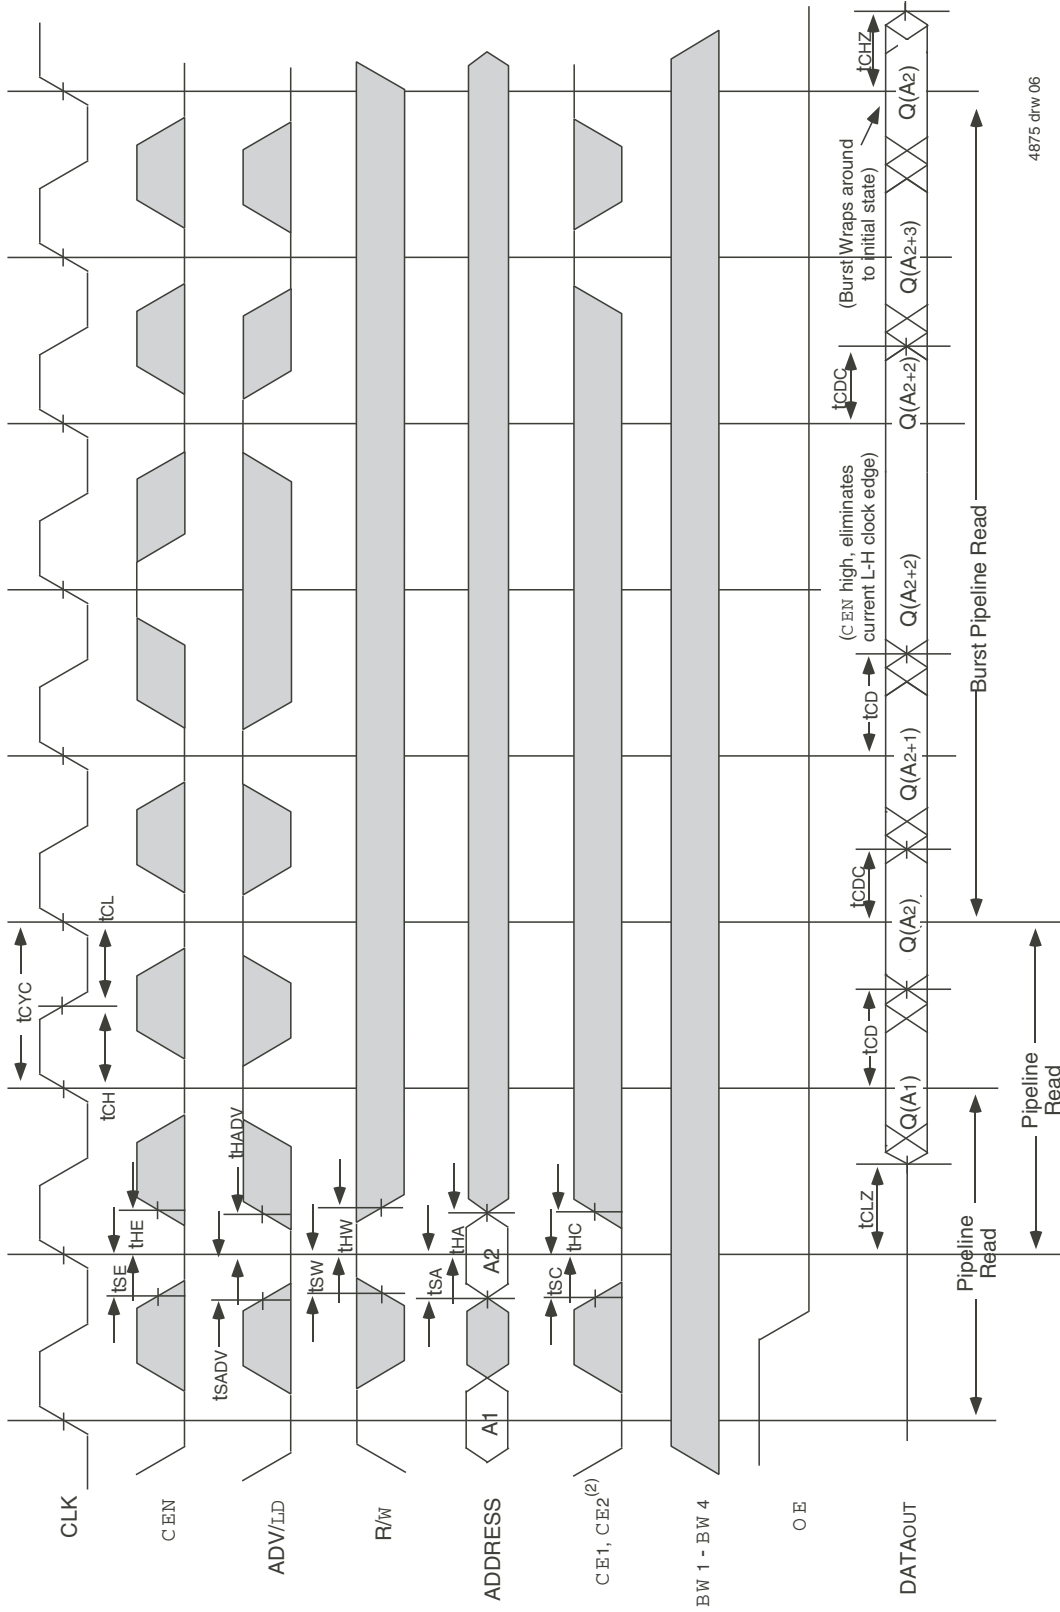 CLK
tCYC
tCH
tCL
CEN
tSE
tHE
ADV/LD
tSADV
tHADV
R/W
tSW
tHW
ADDRESS
A1
tSA
tHA
A2
CE1, CE2(2)
tSC
tHC
BW1 - BW4
OE
DATAOUT
tCLZ
Q(A1)
tCD
Q(A2)
tCDC
Q(A2+1)
tCD
(CEN high, eliminates
current L-H clock edge)
Q(A2+2)
tCDC
Q(A2+2)
(Burst Wraps around
to initial state)
Q(A2+3)
tCHZ
Q(A2)
Pipeline
Read
Pipeline
Read
Burst Pipeline Read
4875 drw 06